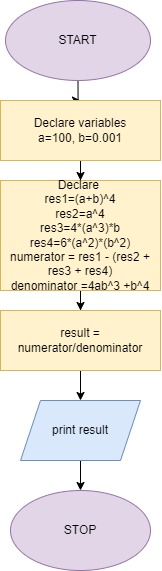 START
Declare variables
a=100, b=0.001
Declare
res1=(a+b)^4
res2=a^4
res3=4*(a^3)*b
res4=6*(a^2)*(b^2)
numerator = res1 - (res2 +
res3 + res4)
denominator =4ab^3 +b^4
result =
numerator/denominator
print result
STOP